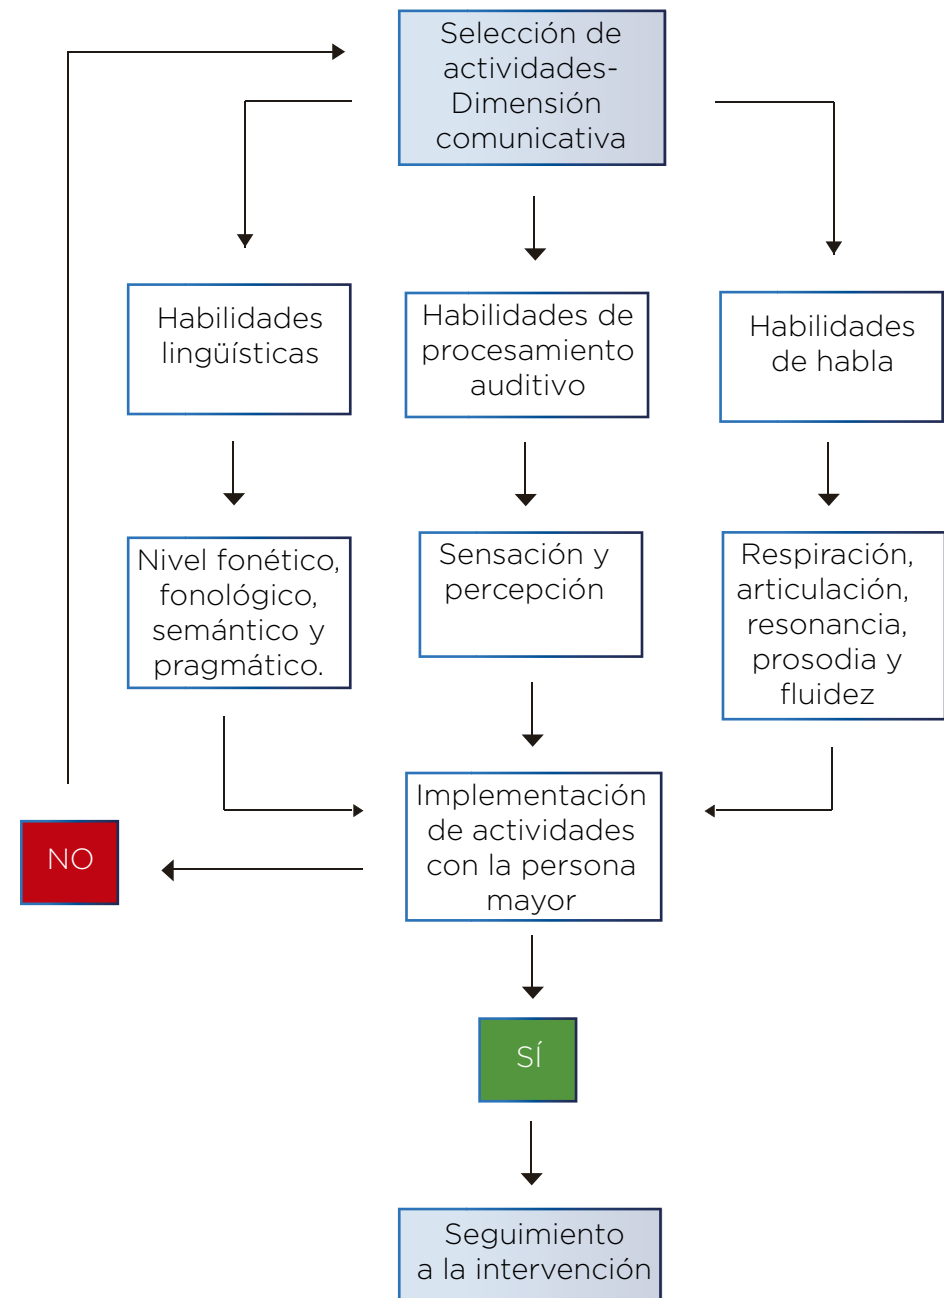 Selección de
actividades-
Dimensión
comunicativa
Habilidades
lingüísticas
Habilidades de
procesamiento
auditivo
Habilidades
de habla
Nivel fonético,
fonológico,
semántico y
pragmático.
Sensación y
percepción
Respiración,
articulación,
resonancia,
prosodia y
fluidez
Implementación
de actividades
con la persona
mayor
NO
SÍ
Seguimiento
a la intervención